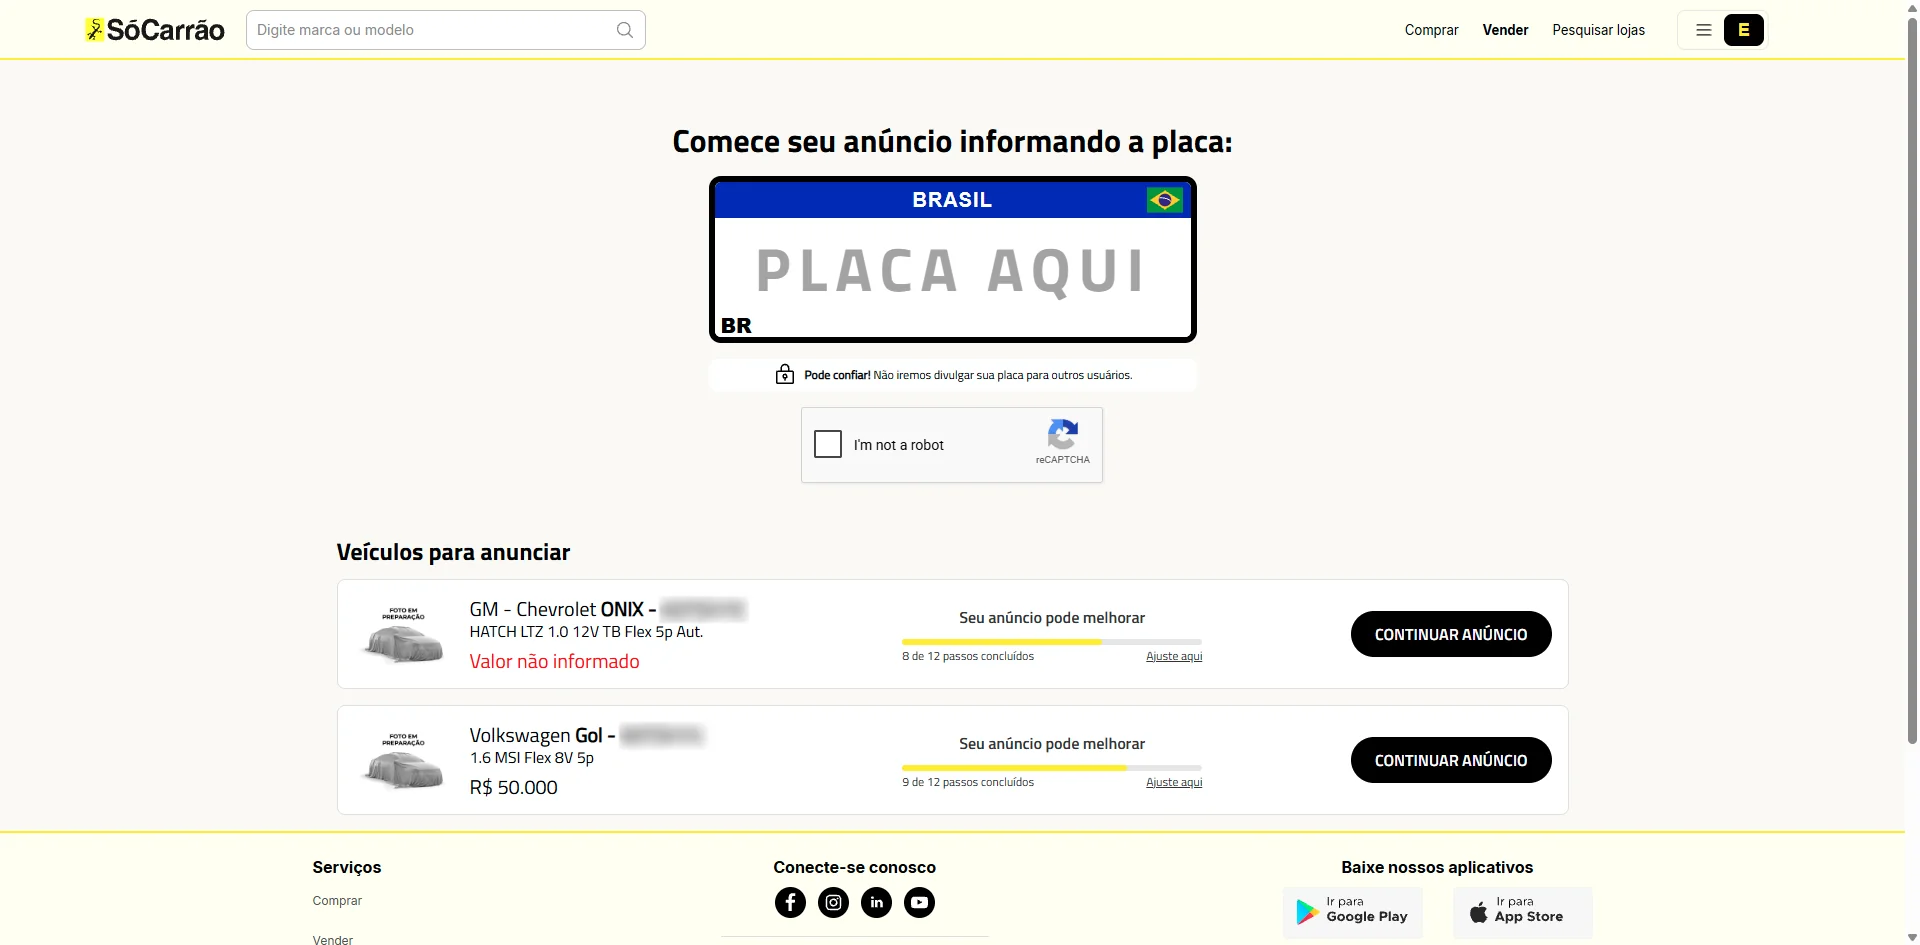 SóCarrão
Digite marca ou modelo
Comprar
Vender
Pesquisar lojas
E
Comece seu anúncio informando a placa:
BRASIL
PLACA AQUI
BR
Pode confiar! Não iremos divulgar sua placa para outros usuários.
I'm not a robot
reCAPTCHA
Veículos para anunciar
FOTO EM
PREPARAÇÃO
GM - Chevrolet ONIX -
HATCH LTZ 1.0 12V TB Flex 5p Aut.
Valor não informado
Seu anúncio pode melhorar
8 de 12 passos concluídos
Ajuste aqui
CONTINUAR ANÚNCIO
FOTO EM
PREPARAÇÃO
Volkswagen Gol -
1.6 MSI Flex 8V 5p
R$ 50.000
Seu anúncio pode melhorar
9 de 12 passos concluídos
Ajuste aqui
CONTINUAR ANÚNCIO
Serviços
Comprar
Vender
Conecte-se conosco
Baixe nossos aplicativos
Ir para
Google Play
Ir para
App Store